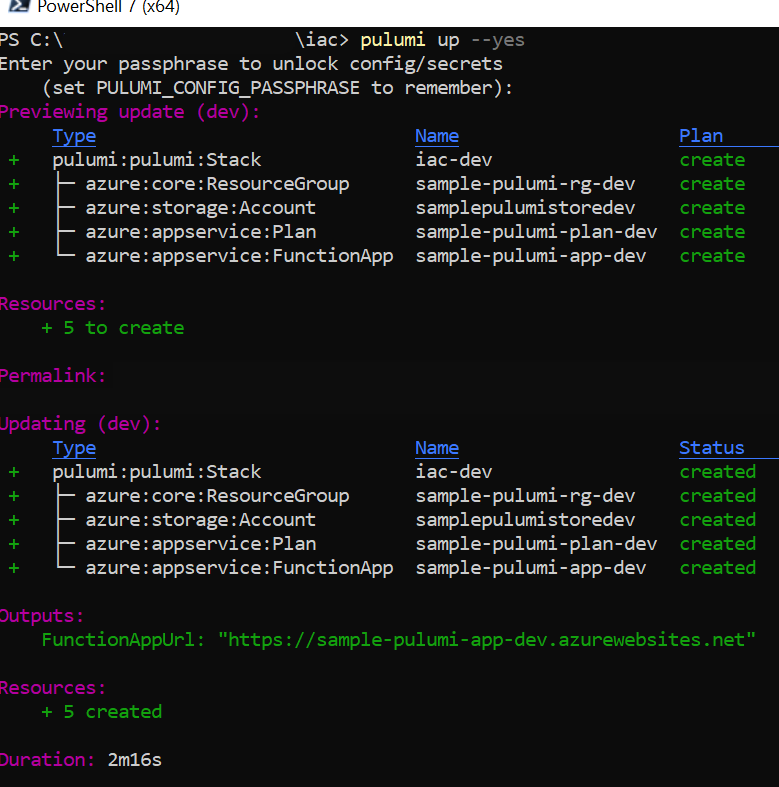 PowerShell 7 (x64)
PS C:\ \iac> pulumi up --yes
Enter your passphrase to unlock config/secrets
(set PULUMI_CONFIG_PASSPHRASE to remember):
Previewing update (dev):
Type Name Plan
+ pulumi:pulumi:Stack iac-dev create
+ ├─ azure:core:ResourceGroup sample-pulumi-rg-dev create
+ ├─ azure:storage:Account samplepulumistoredev create
+ ├─ azure:appservice:Plan sample-pulumi-plan-dev create
+ └─ azure:appservice:FunctionApp sample-pulumi-app-dev create
Resources:
+ 5 to create
Permalink:
Updating (dev):
Type Name Status
+ pulumi:pulumi:Stack iac-dev created
+ ├─ azure:core:ResourceGroup sample-pulumi-rg-dev created
+ ├─ azure:storage:Account samplepulumistoredev created
+ ├─ azure:appservice:Plan sample-pulumi-plan-dev created
+ └─ azure:appservice:FunctionApp sample-pulumi-app-dev created
Outputs:
FunctionAppUrl: "https://sample-pulumi-app-dev.azurewebsites.net"
Resources:
+ 5 created
Duration: 2m16s